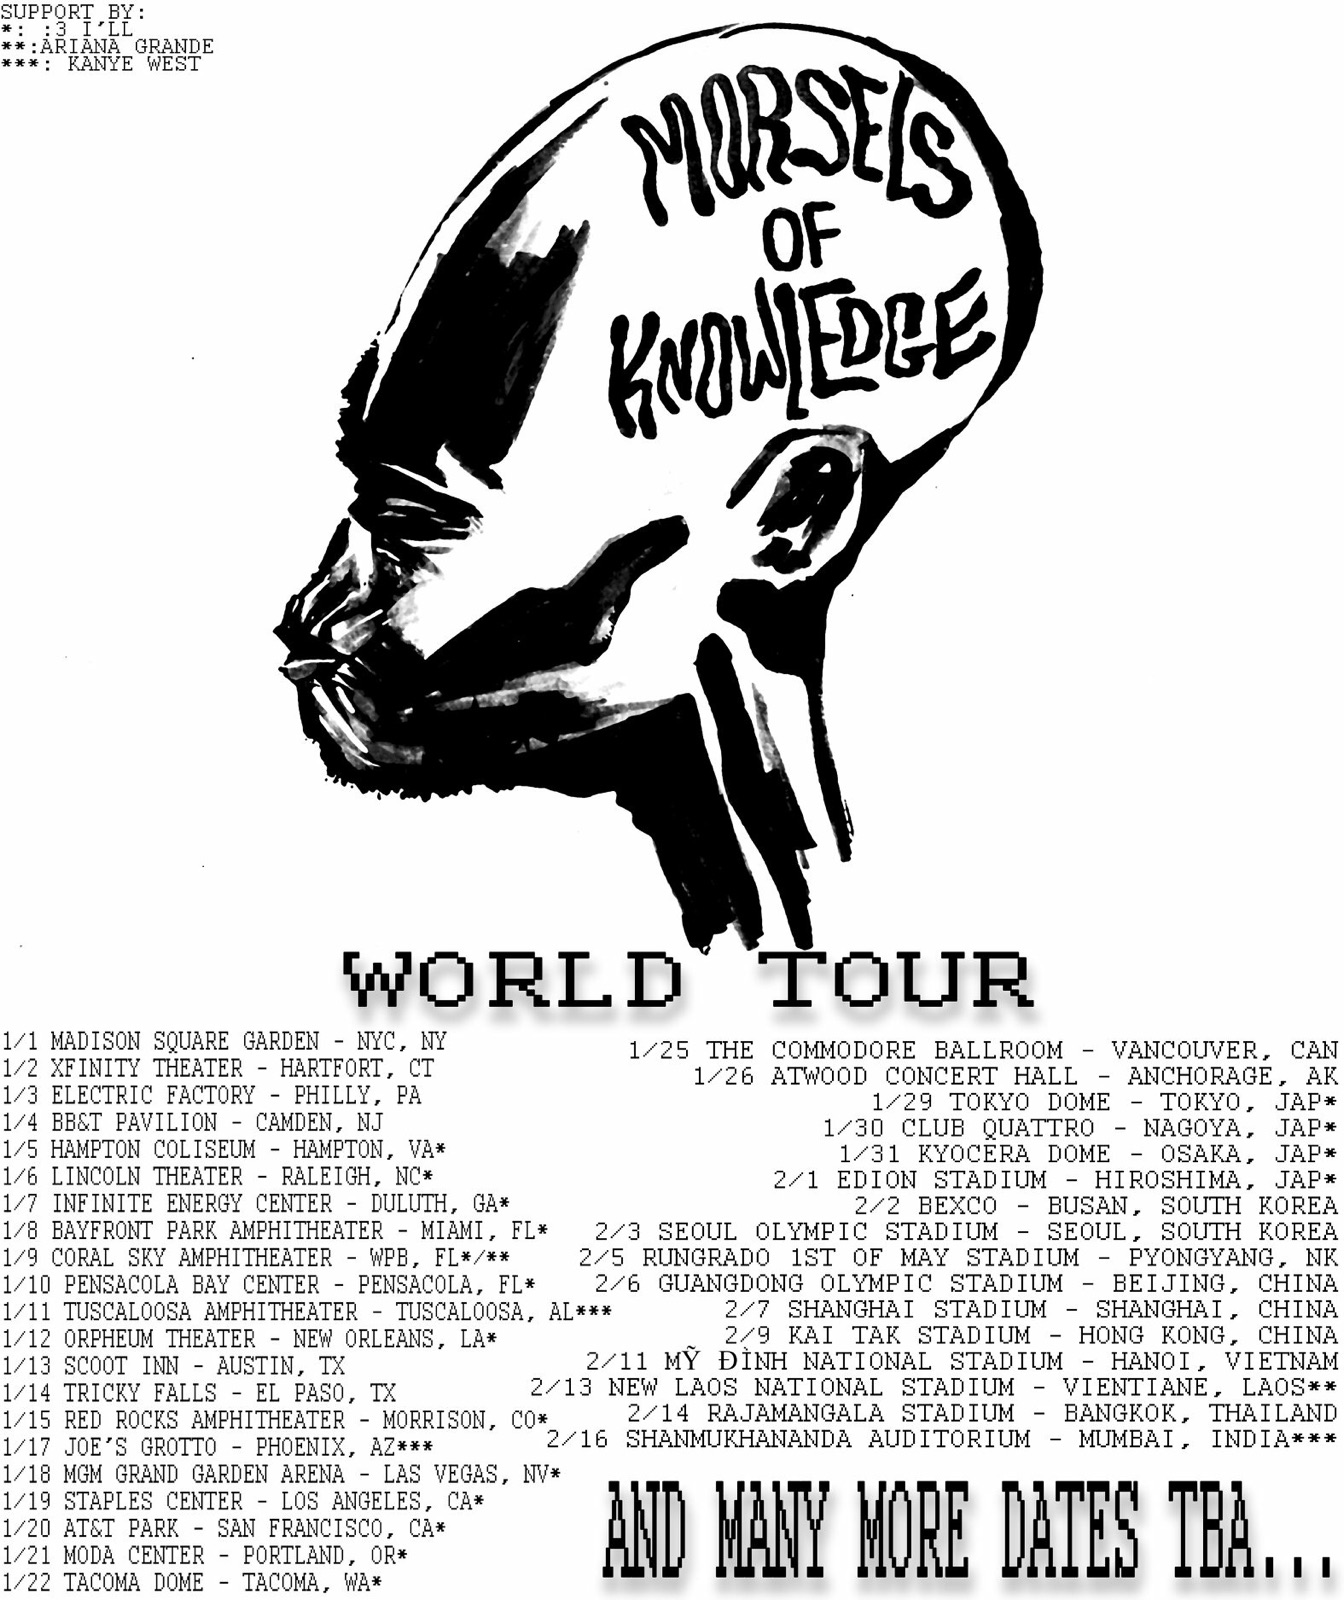 SUPPORT BY:
*: :3 I'LL
**:ARIANA GRANDE
***: KANYE WEST
MORSELS
OF
KNOWLEDGE
WORLD TOUR
1/1 MADISON SQUARE GARDEN - NYC, NY
1/2 XFINITY THEATER - HARTFORT, CT
1/3 ELECTRIC FACTORY - PHILLY, PA
1/4 BB&T PAVILION - CAMDEN, NJ
1/5 HAMPTON COLISEUM - HAMPTON, VA*
1/6 LINCOLN THEATER - RALEIGH, NC*
1/7 INFINITE ENERGY CENTER - DULUTH, GA*
1/8 BAYFRONT PARK AMPHITHEATER - MIAMI, FL*
1/9 CORAL SKY AMPHITHEATER - WPB, FL*/**
1/10 PENSACOLA BAY CENTER - PENSACOLA, FL*
1/11 TUSCALOOSA AMPHITHEATER - TUSCALOOSA, AL***
1/12 ORPHEUM THEATER - NEW ORLEANS, LA*
1/13 SCOOT INN - AUSTIN, TX
1/14 TRICKY FALLS - EL PASO, TX
1/15 RED ROCKS AMPHITHEATER - MORRISON, CO*
1/17 JOE'S GROTTO - PHOENIX, AZ***
1/18 MGM GRAND GARDEN ARENA - LAS VEGAS, NV*
1/19 STAPLES CENTER - LOS ANGELES, CA*
1/20 AT&T PARK - SAN FRANCISCO, CA*
1/21 MODA CENTER - PORTLAND, OR*
1/22 TACOMA DOME - TACOMA, WA*
1/25 THE COMMODORE BALLROOM - VANCOUVER, CAN
1/26 ATWOOD CONCERT HALL - ANCHORAGE, AK
1/29 TOKYO DOME - TOKYO, JAP*
1/30 CLUB QUATTRO - NAGOYA, JAP*
1/31 KYOCERA DOME - OSAKA, JAP*
2/1 EDION STADIUM - HIROSHIMA, JAP*
2/2 BEXCO - BUSAN, SOUTH KOREA
2/3 SEOUL OLYMPIC STADIUM - SEOUL, SOUTH KOREA
2/5 RUNGRADO 1ST OF MAY STADIUM - PYONGYANG, NK
2/6 GUANGDONG OLYMPIC STADIUM - BEIJING, CHINA
2/7 SHANGHAI STADIUM - SHANGHAI, CHINA
2/9 KAI TAK STADIUM - HONG KONG, CHINA
2/11 MỸ ĐÌNH NATIONAL STADIUM - HANOI, VIETNAM
2/13 NEW LAOS NATIONAL STADIUM - VIENTIANE, LAOS**
2/14 RAJAMANGALA STADIUM - BANGKOK, THAILAND
2/16 SHANMUKHANANDA AUDITORIUM - MUMBAI, INDIA***
AND MANY MORE DATES TBA...